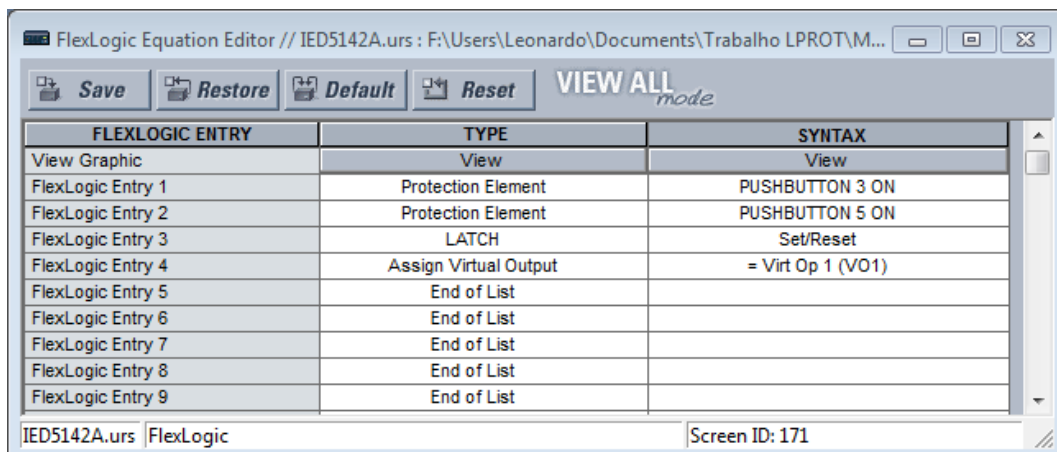 FlexLogic Equation Editor // IED5142A.urs : F:\Users\Leonardo\Documents\Trabalho LPROT\M...
Save Restore Default Reset VIEW ALL mode
FLEXLOGIC ENTRY TYPE SYNTAX
View Graphic View View
FlexLogic Entry 1 Protection Element PUSHBUTTON 3 ON
FlexLogic Entry 2 Protection Element PUSHBUTTON 5 ON
FlexLogic Entry 3 LATCH Set/Reset
FlexLogic Entry 4 Assign Virtual Output = Virt Op 1 (VO1)
FlexLogic Entry 5 End of List
FlexLogic Entry 6 End of List
FlexLogic Entry 7 End of List
FlexLogic Entry 8 End of List
FlexLogic Entry 9 End of List
IED5142A.urs FlexLogic Screen ID: 171